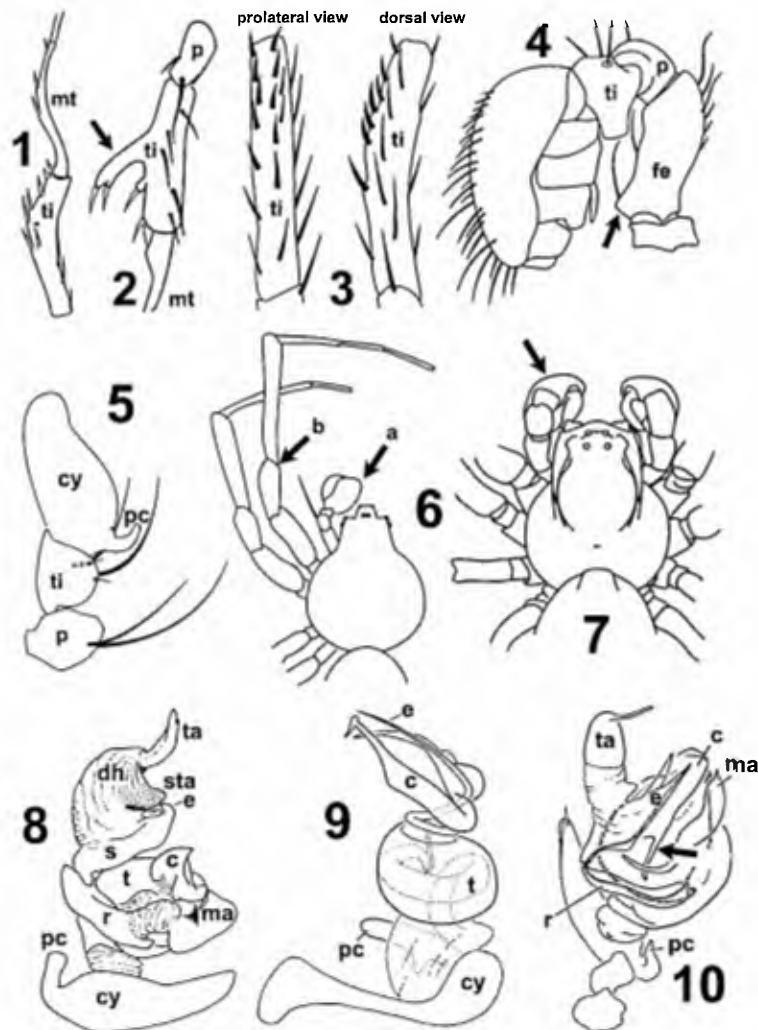 prolateral view
dorsal view
1
mt
ti
2
p
ti
mt
3
ti
ti
4
ti
p
fe
5
cy
pc
ti
p
6
b
a
7
8
ta
dh
sta
e
s
t
c
r
ma
pc
cy
9
e
c
t
pc
cy
10
ta
c
ma
e
r
pc